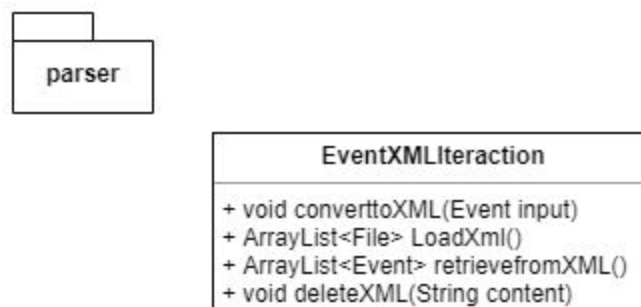 parser
EventXMLIteraction
+ void converttoXML(Event input)
+ ArrayList<File> LoadXml()
+ ArrayList<Event> retrievefromXML()
+ void deleteXML(String content)